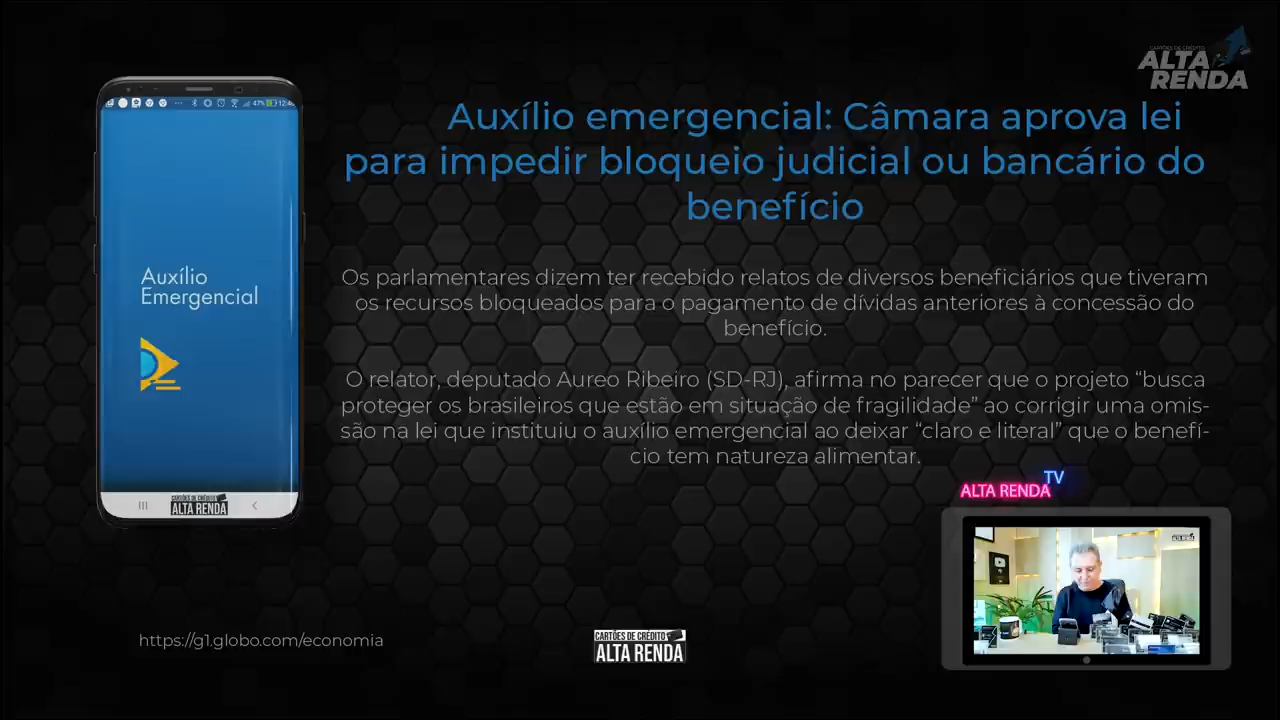 CARTÕES DE CRÉDITO
ALTA
RENDA
47% 12:4
Auxílio emergencial: Câmara aprova lei
para impedir bloqueio judicial ou bancário do
benefício
Auxílio
Emergencial
Os parlamentares dizem ter recebido relatos de diversos beneficiários que tiveram
os recursos bloqueados para o pagamento de dívidas anteriores à concessão do
benefício.
O relator, deputado Aureo Ribeiro (SD-RJ), afirma no parecer que o projeto “busca
proteger os brasileiros que estão em situação de fragilidade” ao corrigir uma omis-
são na lei que instituiu o auxílio emergencial ao deixar “claro e literal” que o benefí-
cio tem natureza alimentar.
CARTÕES DE CRÉDITO
ALTA RENDA
ALTA RENDA TV
https://g1.globo.com/economia
CARTÕES DE CRÉDITO
ALTA RENDA